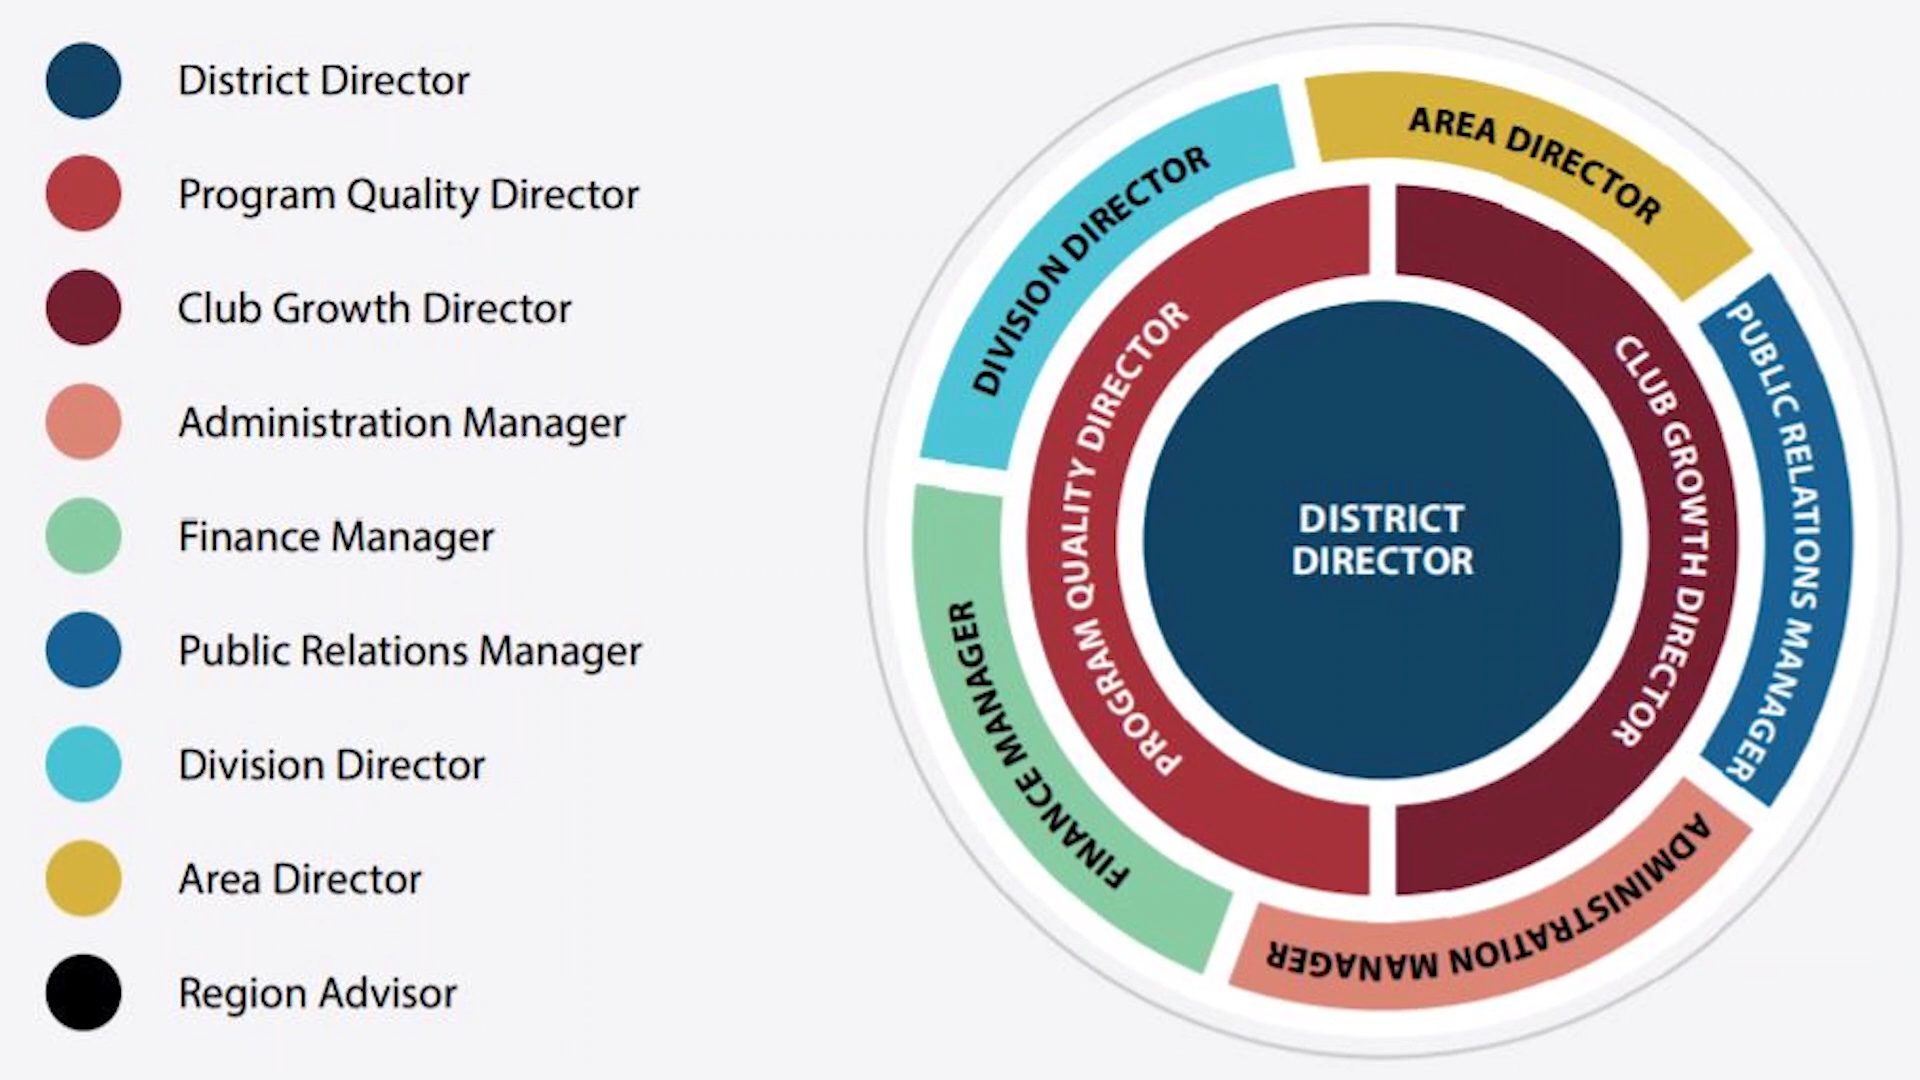 District Director
Program Quality Director
Club Growth Director
Administration Manager
Finance Manager
Public Relations Manager
Division Director
Area Director
Region Advisor
AREA DIRECTOR
DIVISION DIRECTOR
PUBLIC RELATIONS MANAGER
PROGRAM QUALITY DIRECTOR
CLUB GROWTH DIRECTOR
DISTRICT
DIRECTOR
FINANCE MANAGER
ADMINISTRATION MANAGER